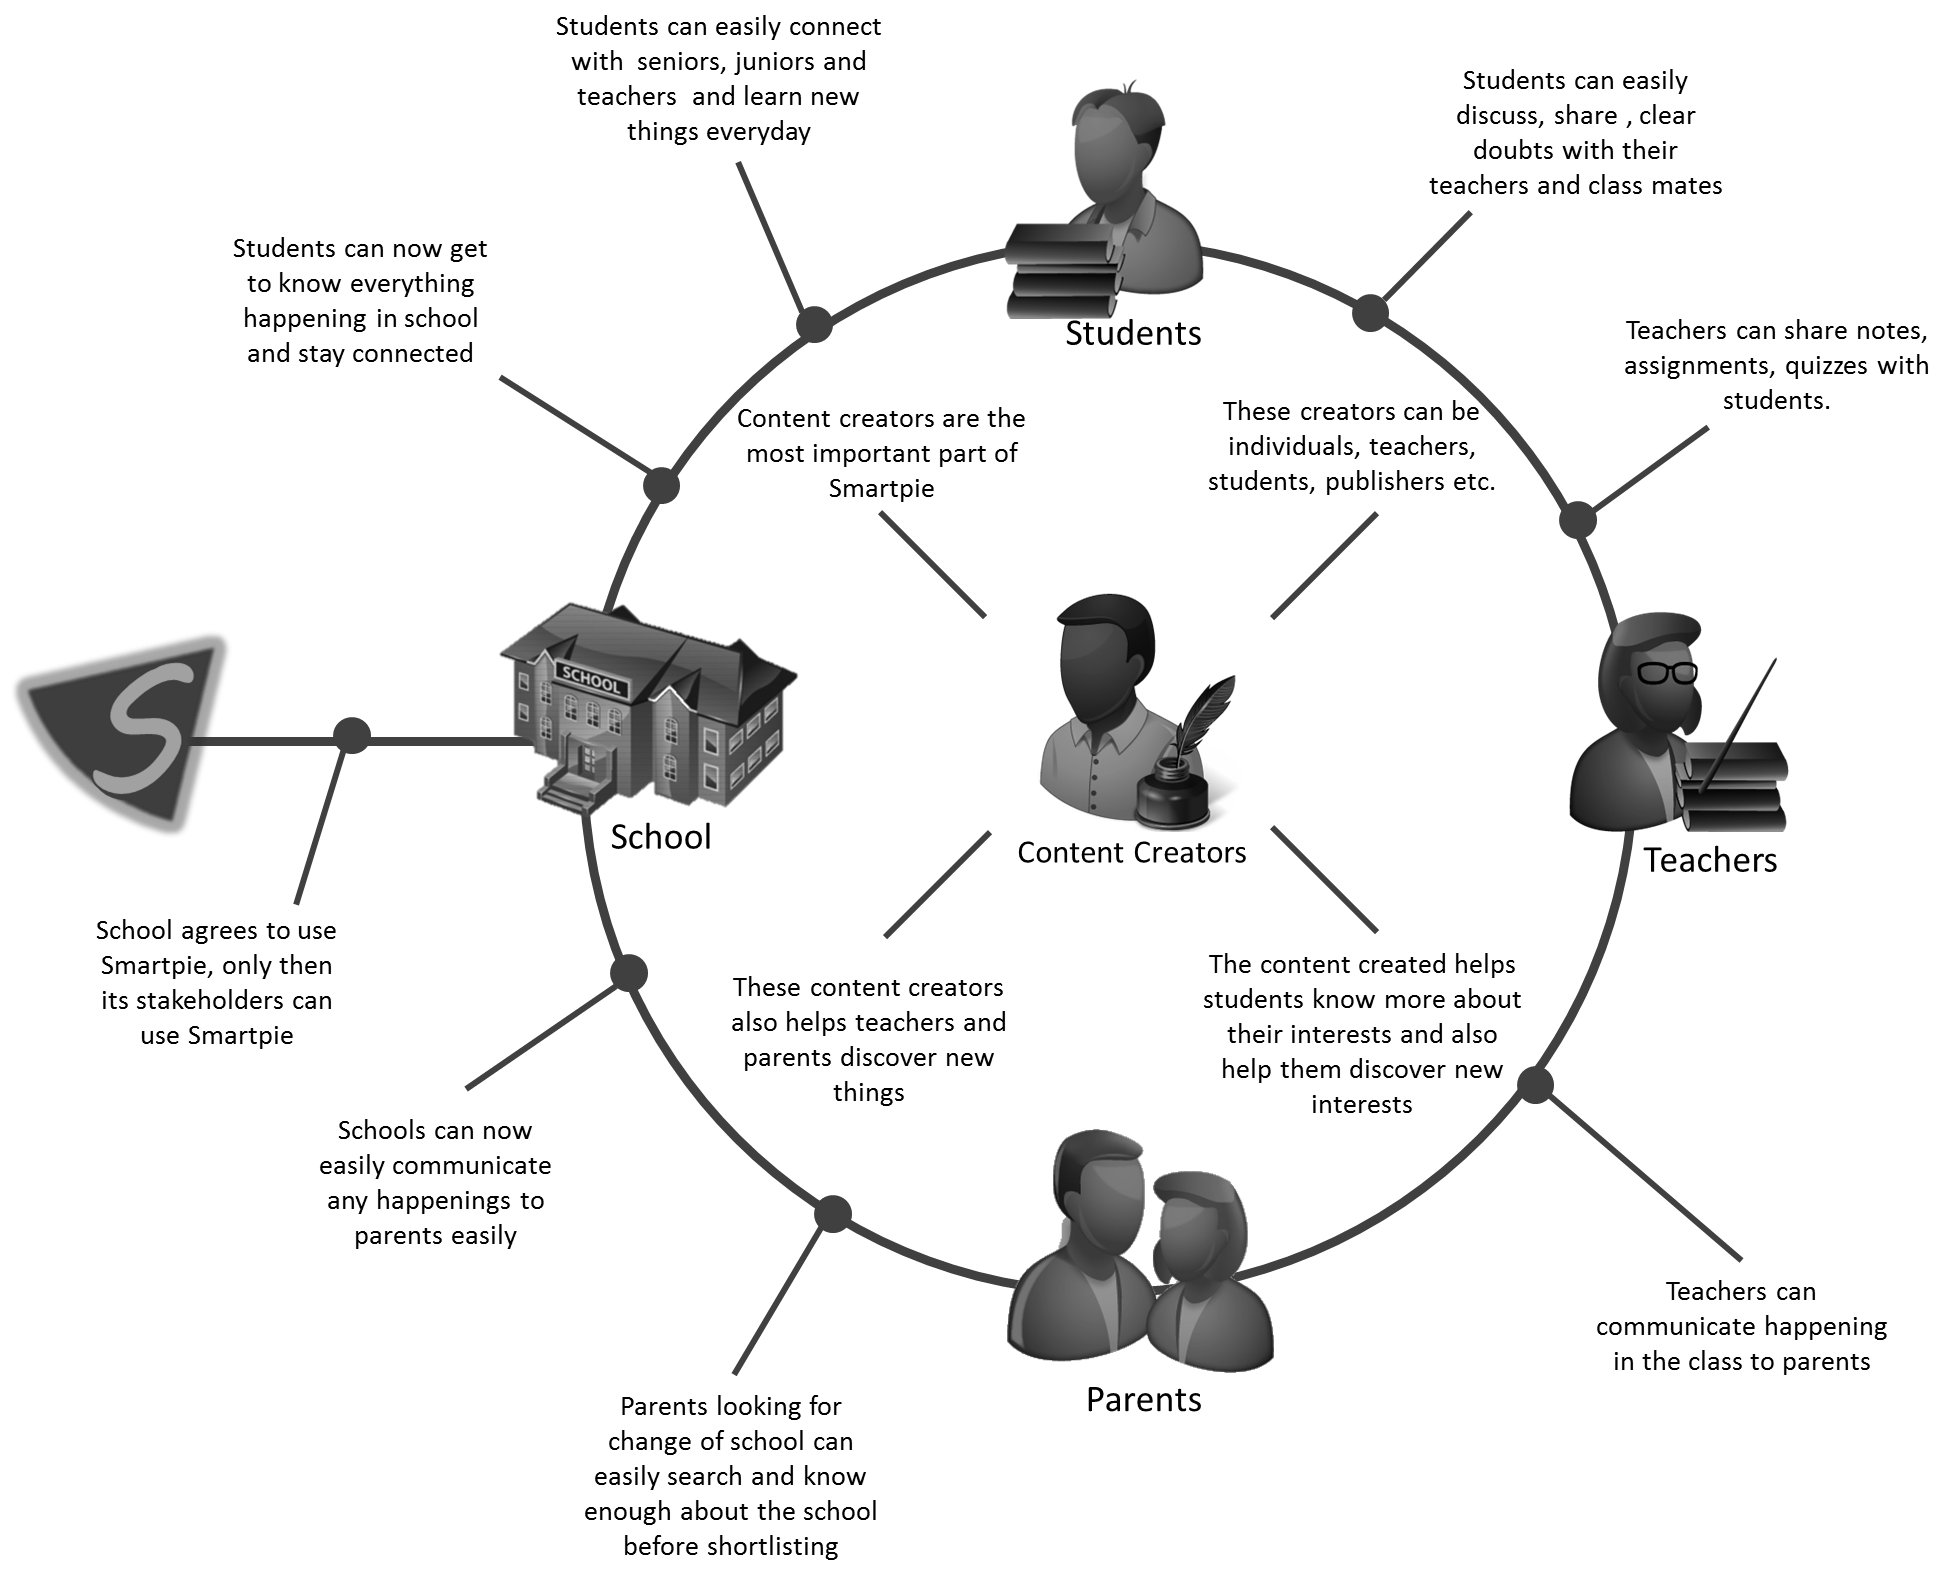 Students can easily connect
with seniors, juniors and
teachers and learn new
things everyday
Students can easily
discuss, share , clear
doubts with their
teachers and class mates
Students can now get
to know everything
happening in school
and stay connected
Students
Teachers can share notes,
assignments, quizzes with
students.
Content creators are the
most important part of
Smartpie
These creators can be
individuals, teachers,
students, publishers etc.
S
SCHOOL
School
Content Creators
Teachers
School agrees to use
Smartpie, only then
its stakeholders can
use Smartpie
These content creators
also helps teachers and
parents discover new
things
The content created helps
students know more about
their interests and also
help them discover new
interests
Schools can now
easily communicate
any happenings to
parents easily
Parents
Teachers can
communicate happening
in the class to parents
Parents looking for
change of school can
easily search and know
enough about the school
before shortlisting